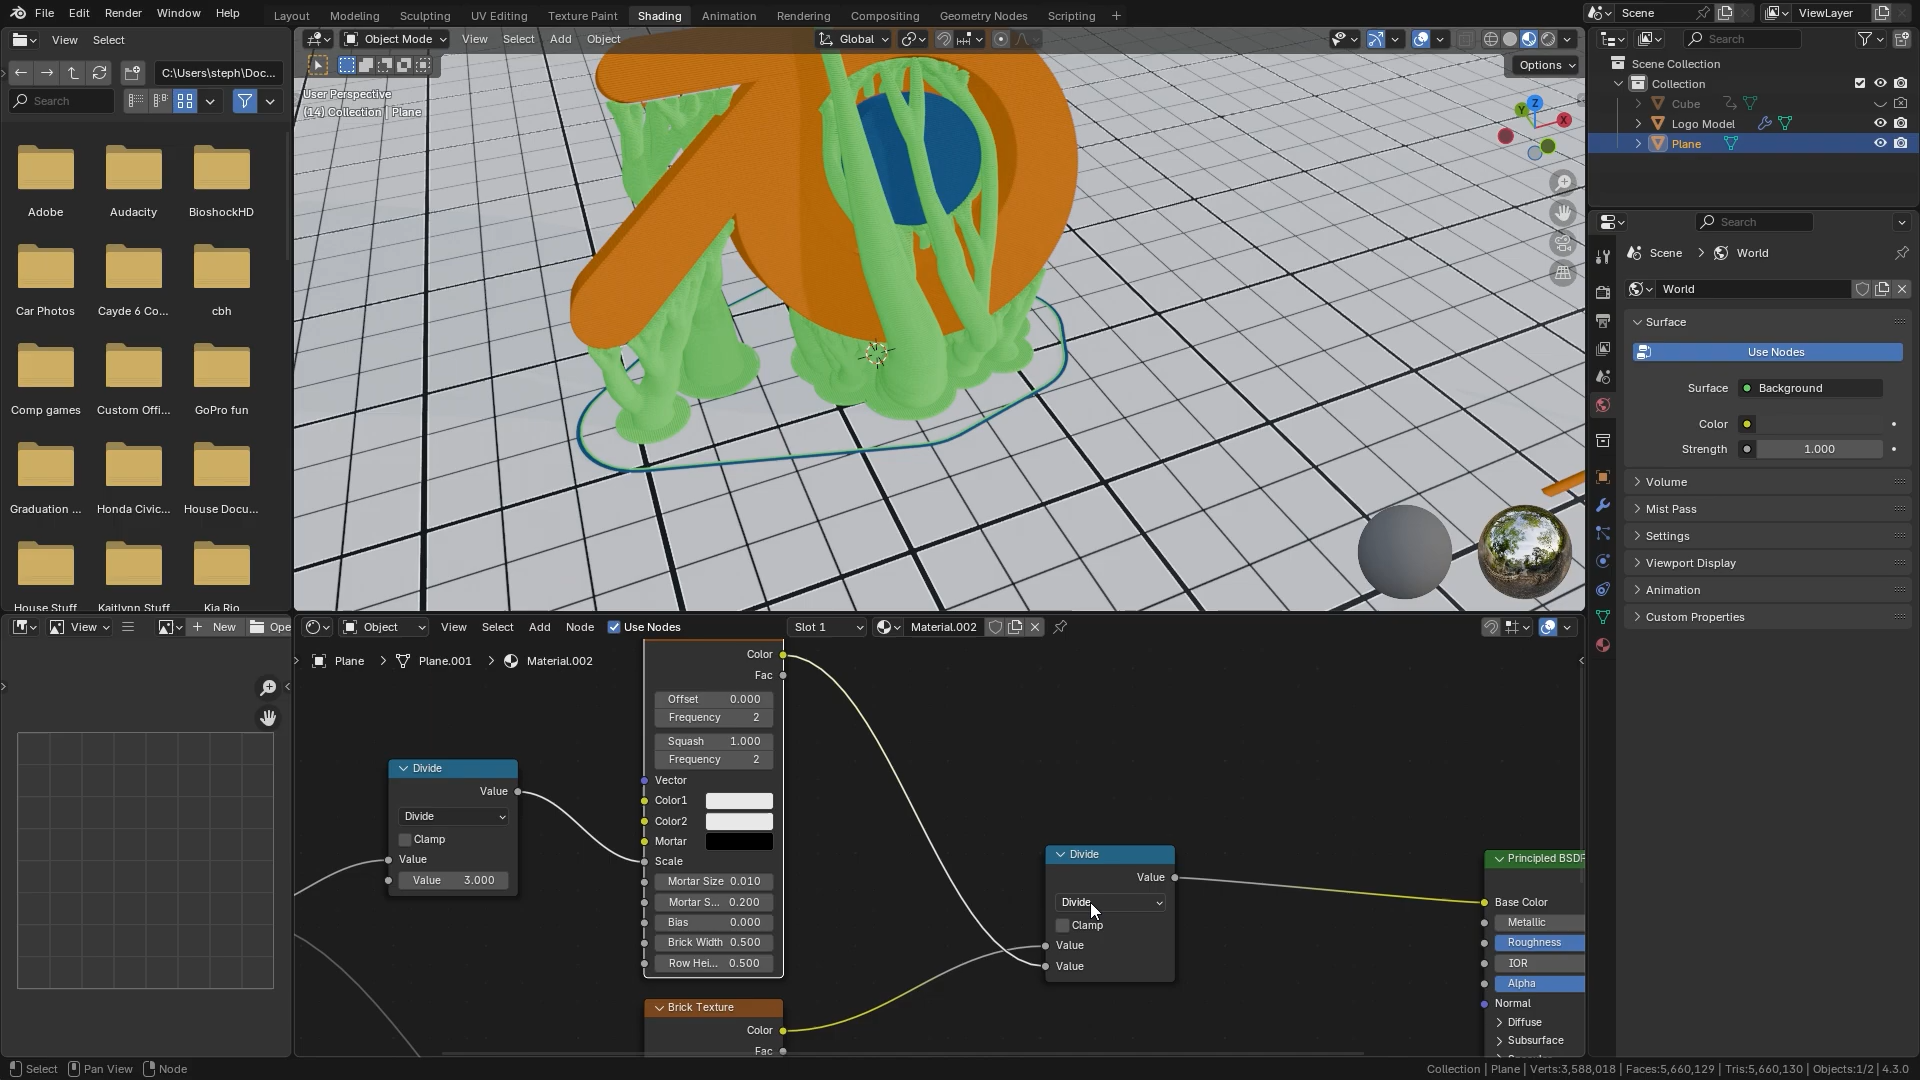 File Edit Render Window Help
Layout Modeling Sculpting UV Editing Texture Paint Shading Animation Rendering Compositing Geometry Nodes Scripting +
Scene ViewLayer
View Select
C:\Users\steph\Doc...
Search
Adobe Audacity BioshockHD
Car Photos Cayde 6 Co... cbh
Comp games Custom Offi... GoPro fun
Graduation ... Honda Civic... House Docu...
House Stuff Kaitlynn Stuff Kia Rio
Object Mode View Select Add Object Global
Options
User Perspective
(14) Collection | Plane
Z
Y
X
Search
Scene Collection
Collection
Cube
Logo Model
Plane
Search
Scene > World
World
Surface
Use Nodes
Surface Background
Color
Strength 1.000
Volume
Mist Pass
Settings
Viewport Display
Animation
Custom Properties
View New Ope
Object View Select Add Node Use Nodes Slot 1 Material.002
Plane > Plane.001 > Material.002
Color
Fac
Offset 0.000
Frequency 2
Squash 1.000
Frequency 2
Vector
Color1
Color2
Mortar
Scale
Mortar Size 0.010
Mortar S... 0.200
Bias 0.000
Brick Width 0.500
Row Hei... 0.500
Divide
Value
Divide
Clamp
Value
Value 3.000
Brick Texture
Color
Fac
Divide
Value
Divide
Clamp
Value
Value
Principled BSDF
Base Color
Metallic
Roughness
IOR
Alpha
Normal
Diffuse
Subsurface
Select Pan View Node
Collection | Plane | Verts:3,588,018 | Faces:5,660,129 | Tris:5,660,130 | Objects:1/2 | 4.3.0